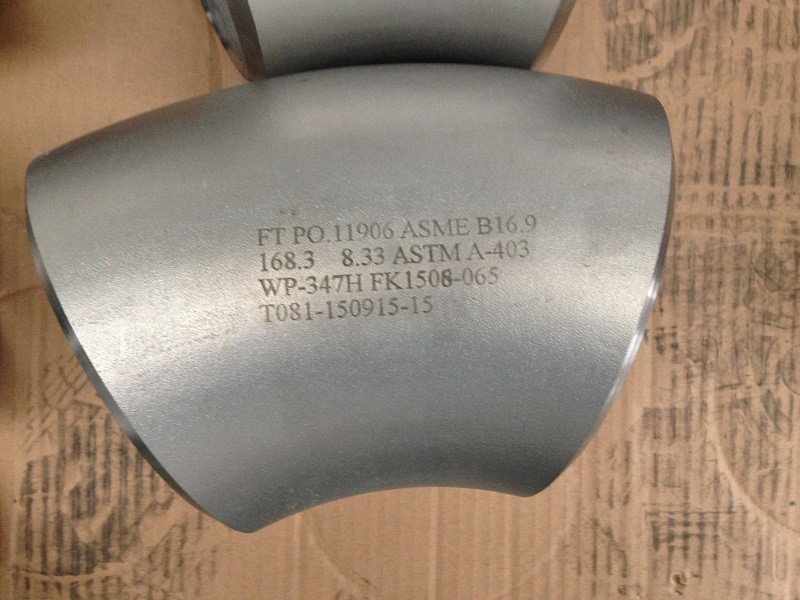 FT PO.11906 ASME B16.9
168.3 8.33 ASTM A-403
WP-347H FK1508-065
T081-150915-15